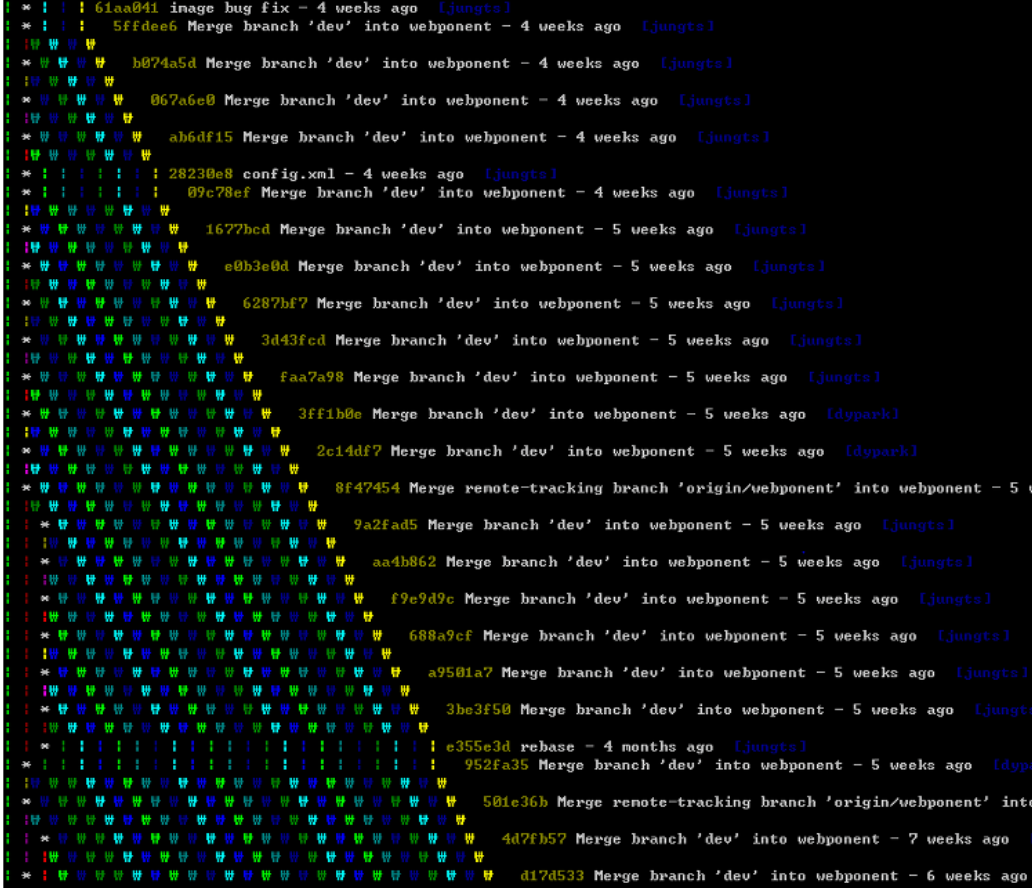 * 61aa041 image bug fix - 4 weeks ago [jungts]
* 5ffdee6 Merge branch 'dev' into webponent - 4 weeks ago [jungts]
* b074a5d Merge branch 'dev' into webponent - 4 weeks ago [jungts]
* 067a6e0 Merge branch 'dev' into webponent - 4 weeks ago [jungts]
* ab6df15 Merge branch 'dev' into webponent - 4 weeks ago [jungts]
* 28230e8 config.xml - 4 weeks ago [jungts]
* 09c78ef Merge branch 'dev' into webponent - 4 weeks ago [jungts]
* 1677bcd Merge branch 'dev' into webponent - 5 weeks ago [jungts]
* e0b3e0d Merge branch 'dev' into webponent - 5 weeks ago [jungts]
* 6287bf7 Merge branch 'dev' into webponent - 5 weeks ago [jungts]
* 3d43fcd Merge branch 'dev' into webponent - 5 weeks ago [jungts]
* faa7a98 Merge branch 'dev' into webponent - 5 weeks ago [jungts]
* 3ff1b0e Merge branch 'dev' into webponent - 5 weeks ago [dypark]
* 2c14df7 Merge branch 'dev' into webponent - 5 weeks ago [dypark]
* 8f47454 Merge remote-tracking branch 'origin/webponent' into webponent - 5
* 9a2fad5 Merge branch 'dev' into webponent - 5 weeks ago [jungts]
* aa4b862 Merge branch 'dev' into webponent - 5 weeks ago [jungts]
* f9e9d9c Merge branch 'dev' into webponent - 5 weeks ago [jungts]
* 688a9cf Merge branch 'dev' into webponent - 5 weeks ago [jungts]
* a9501a7 Merge branch 'dev' into webponent - 5 weeks ago [jungts]
* 3be3f50 Merge branch 'dev' into webponent - 5 weeks ago [jungts
* e355e3d rebase - 4 months ago [jungts]
* 952fa35 Merge branch 'dev' into webponent - 5 weeks ago [dyp
* 501e36b Merge remote-tracking branch 'origin/webponent' into
* 4d7fb57 Merge branch 'dev' into webponent - 7 weeks ago
* d17d533 Merge branch 'dev' into webponent - 6 weeks ago